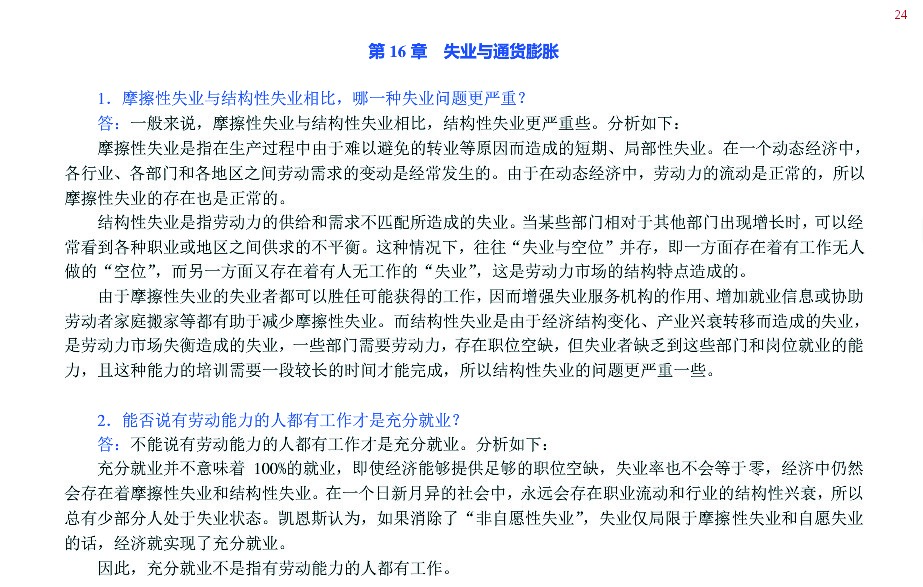 24
第 16 章　失业与通货膨胀
1．摩擦性失业与结构性失业相比，哪一种失业问题更严重？
答：一般来说，摩擦性失业与结构性失业相比，结构性失业更严重些。分析如下：
摩擦性失业是指在生产过程中由于难以避免的转业等原因而造成的短期、局部性失业。在一个动态经济中，
各行业、各部门和各地区之间劳动需求的变动是经常发生的。由于在动态经济中，劳动力的流动是正常的，所以
摩擦性失业的存在也是正常的。
结构性失业是指劳动力的供给和需求不匹配所造成的失业。当某些部门相对于其他部门出现增长时，可以经
常看到各种职业或地区之间供求的不平衡。这种情况下，往往“失业与空位”并存，即一方面存在着有工作无人
做的“空位”，而另一方面又存在着有人无工作的“失业”，这是劳动力市场的结构特点造成的。
由于摩擦性失业的失业者都可以胜任可能获得的工作，因而增强失业服务机构的作用、增加就业信息或协助
劳动者家庭搬家等都有助于减少摩擦性失业。而结构性失业是由于经济结构变化、产业兴衰转移而造成的失业，
是劳动力市场失衡造成的失业，一些部门需要劳动力，存在职位空缺，但失业者缺乏到这些部门和岗位就业的能
力，且这种能力的培训需要一段较长的时间才能完成，所以结构性失业的问题更严重一些。
2．能否说有劳动能力的人都有工作才是充分就业？
答：不能说有劳动能力的人都有工作才是充分就业。分析如下：
充分就业并不意味着 100%的就业，即使经济能够提供足够的职位空缺，失业率也不会等于零，经济中仍然
会存在着摩擦性失业和结构性失业。在一个日新月异的社会中，永远会存在职业流动和行业的结构性兴衰，所以
总有少部分人处于失业状态。凯恩斯认为，如果消除了“非自愿性失业”，失业仅局限于摩擦性失业和自愿失业
的话，经济就实现了充分就业。
因此，充分就业不是指有劳动能力的人都有工作。